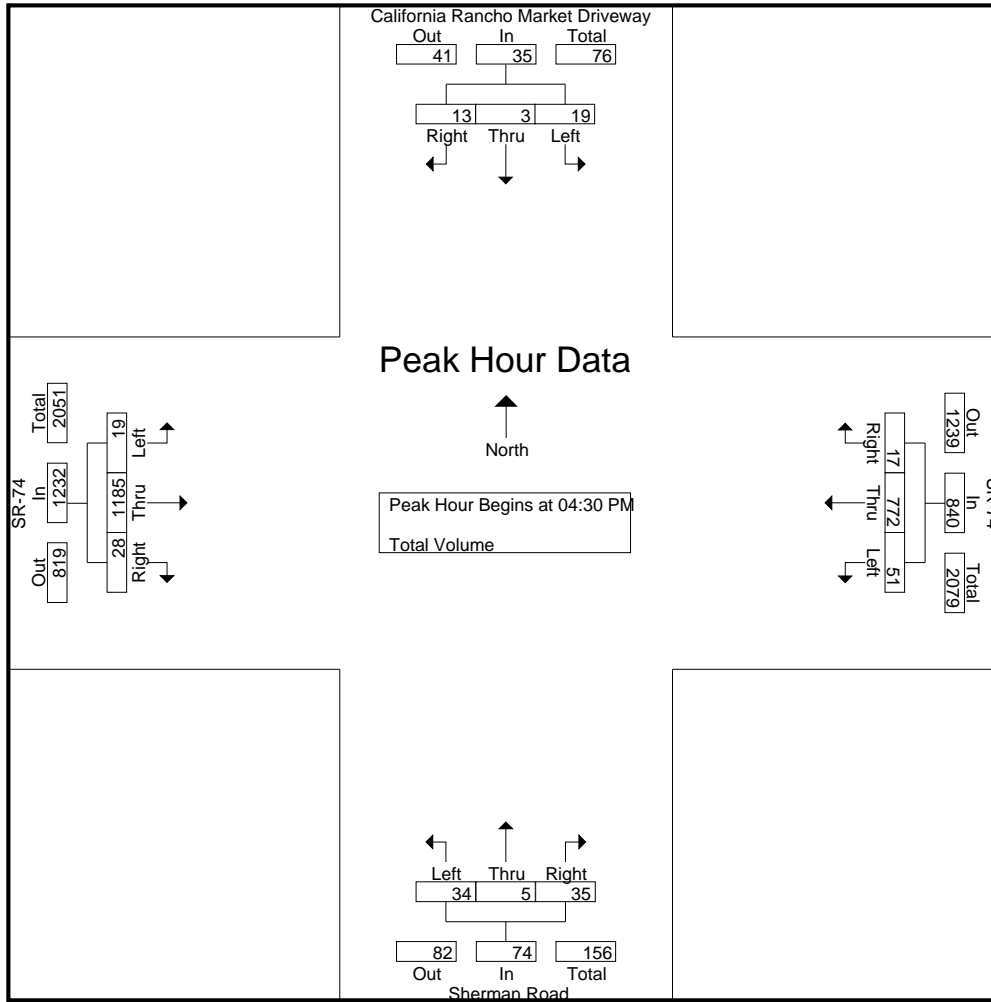 California Rancho Market Driveway
Out In Total
41 35 76
13 3 19
Right Thru Left
Peak Hour Data
North
Peak Hour Begins at 04:30 PM
Total Volume
SR-74
Out In Total
819 1232 2051
28 1185 19
Right Thru Left
SR-74
Out In Total
1239 840 2079
17 772 51
Right Thru Left
Left Thru Right
34 5 35
82 74 156
Out In Total
Sherman Road